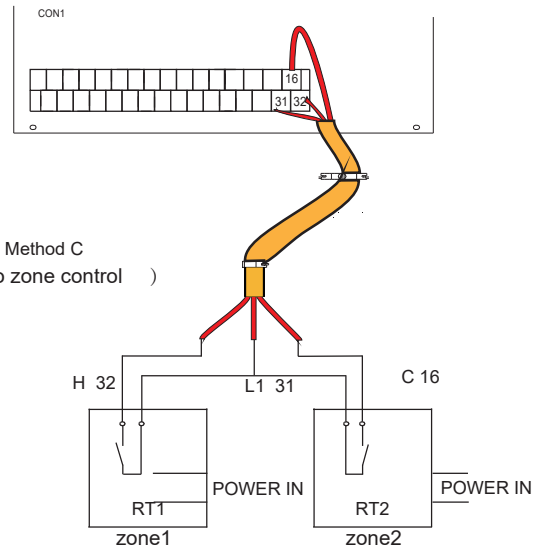 CON1
16
31 32
Method C
o zone control )
H 32
L1 31
C 16
POWER IN
POWER IN
RT1
RT2
zone1
zone2